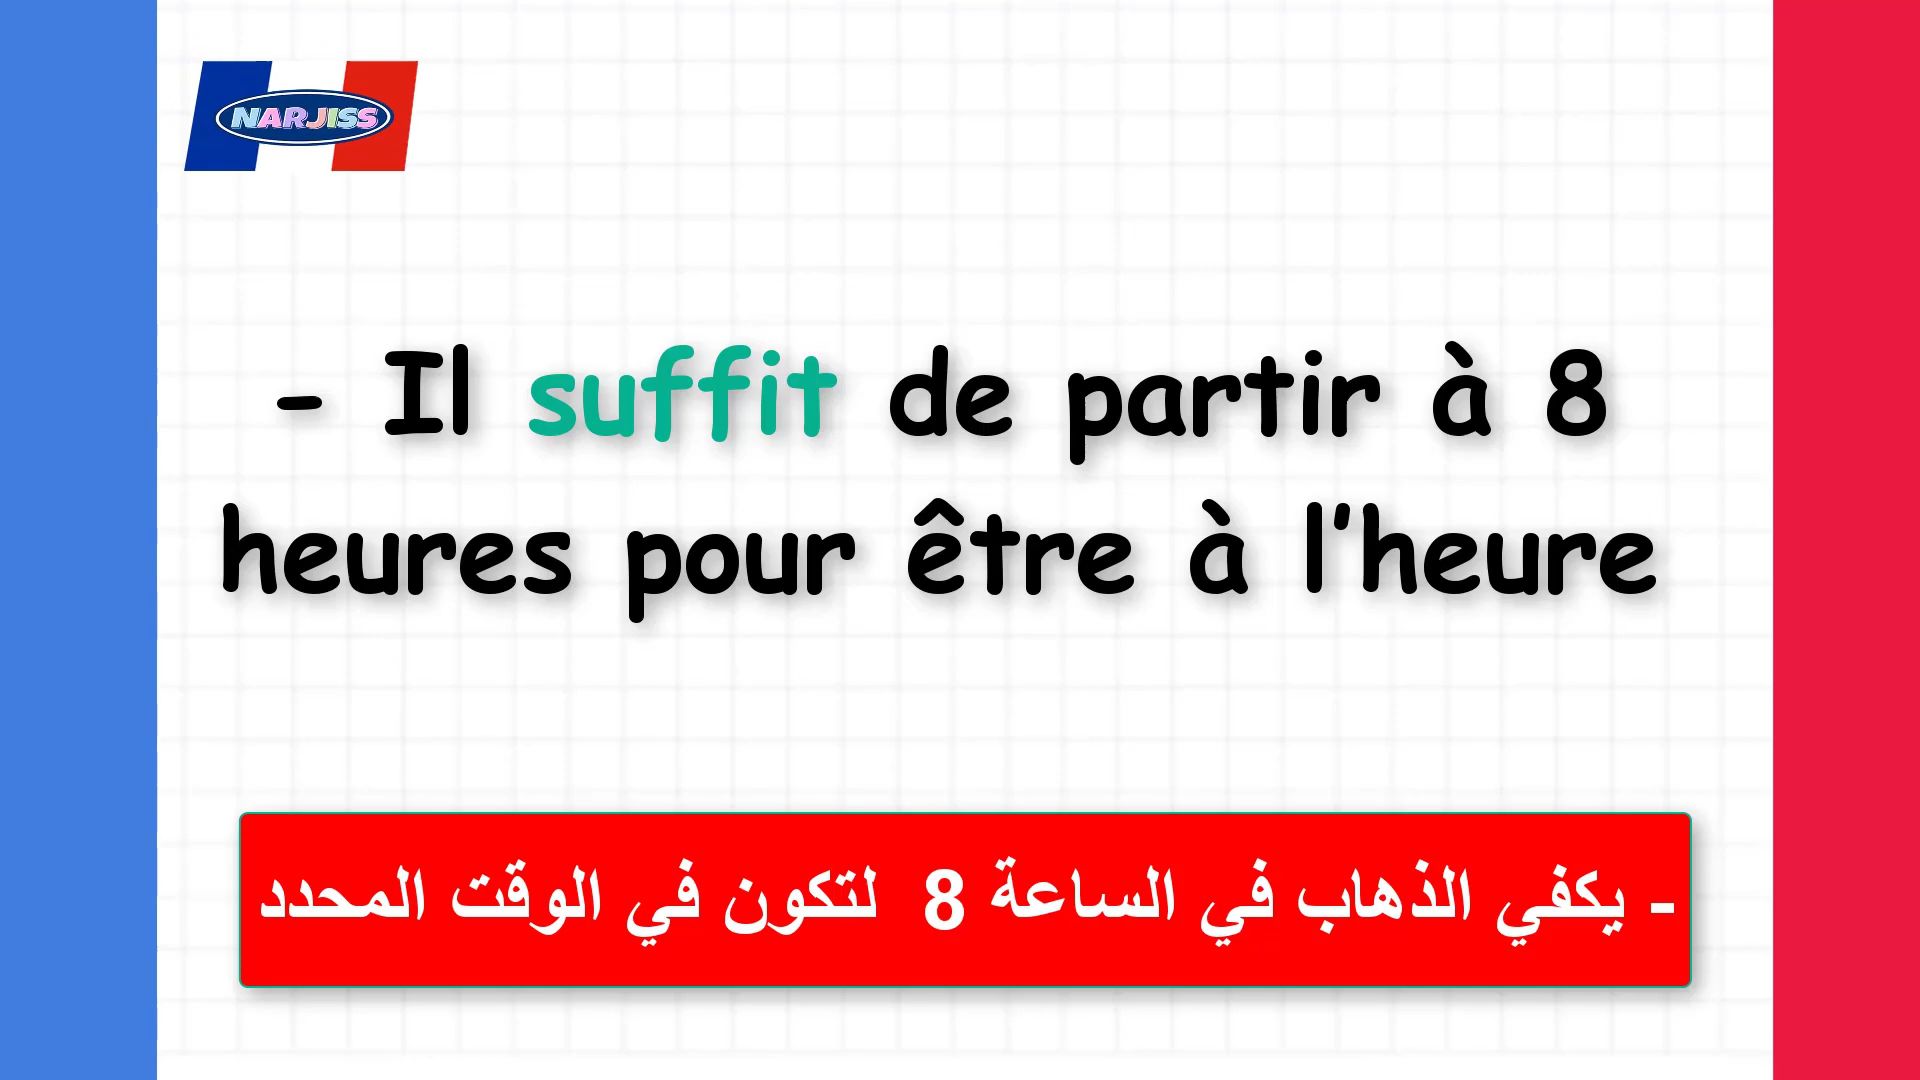 NARJISS
- Il suffit de partir à 8
heures pour être à l'heure
- يكفي الذهاب في الساعة 8 لتكون في الوقت المحدد